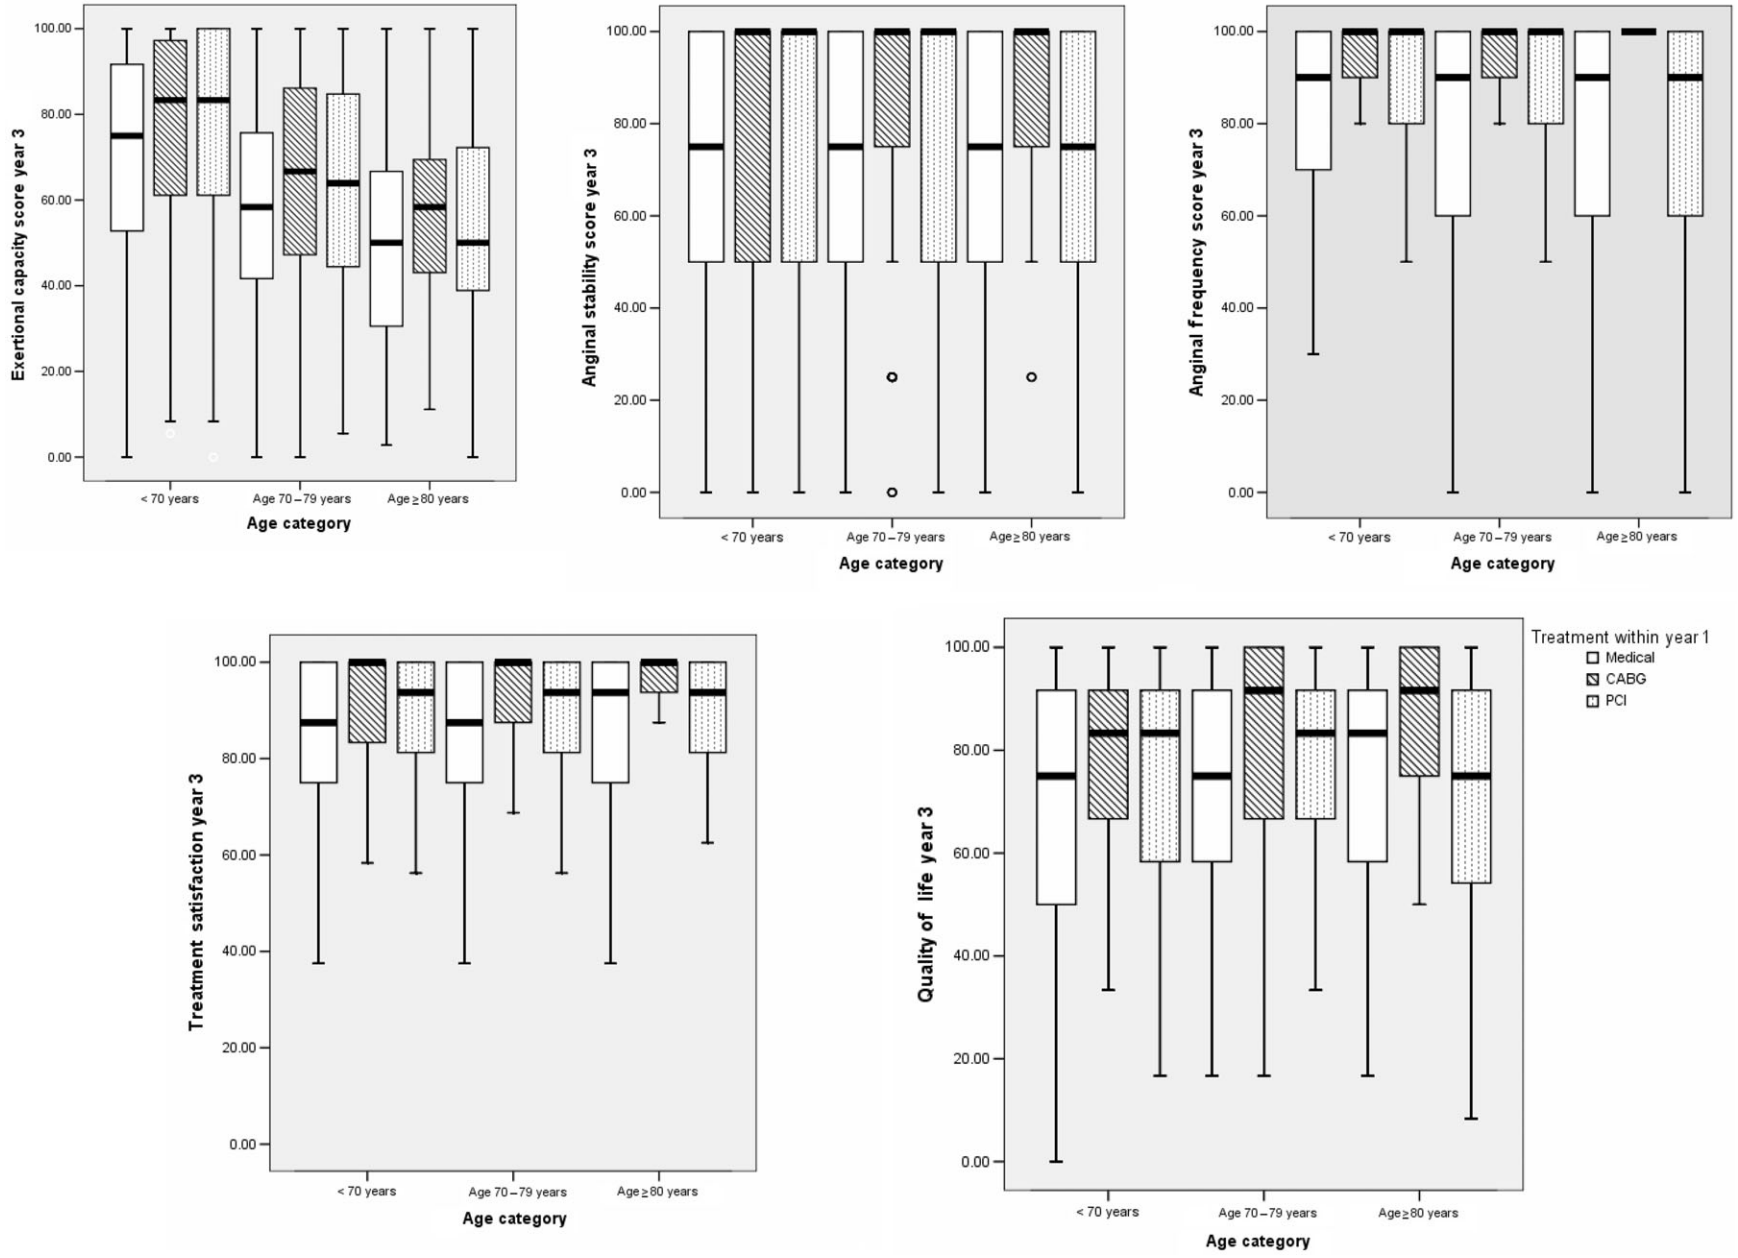 Exertional capacity score year 3
100.00
80.00
60.00
40.00
20.00
0.00
< 70 years
Age 70–79 years
Age ≥ 80 years
Age category
Anginal stability score year 3
100.00
80.00
60.00
40.00
20.00
0.00
< 70 years
Age 70–79 years
Age ≥ 80 years
Age category
Anginal frequency score year 3
100.00
80.00
60.00
40.00
20.00
0.00
< 70 years
Age 70–79 years
Age ≥ 80 years
Age category
Treatment satisfaction year 3
100.00
80.00
60.00
40.00
20.00
0.00
< 70 years
Age 70–79 years
Age ≥ 80 years
Age category
Quality of life year 3
100.00
80.00
60.00
40.00
20.00
0.00
< 70 years
Age 70–79 years
Age ≥ 80 years
Age category
Treatment within year 1
Medical
CABG
PCI